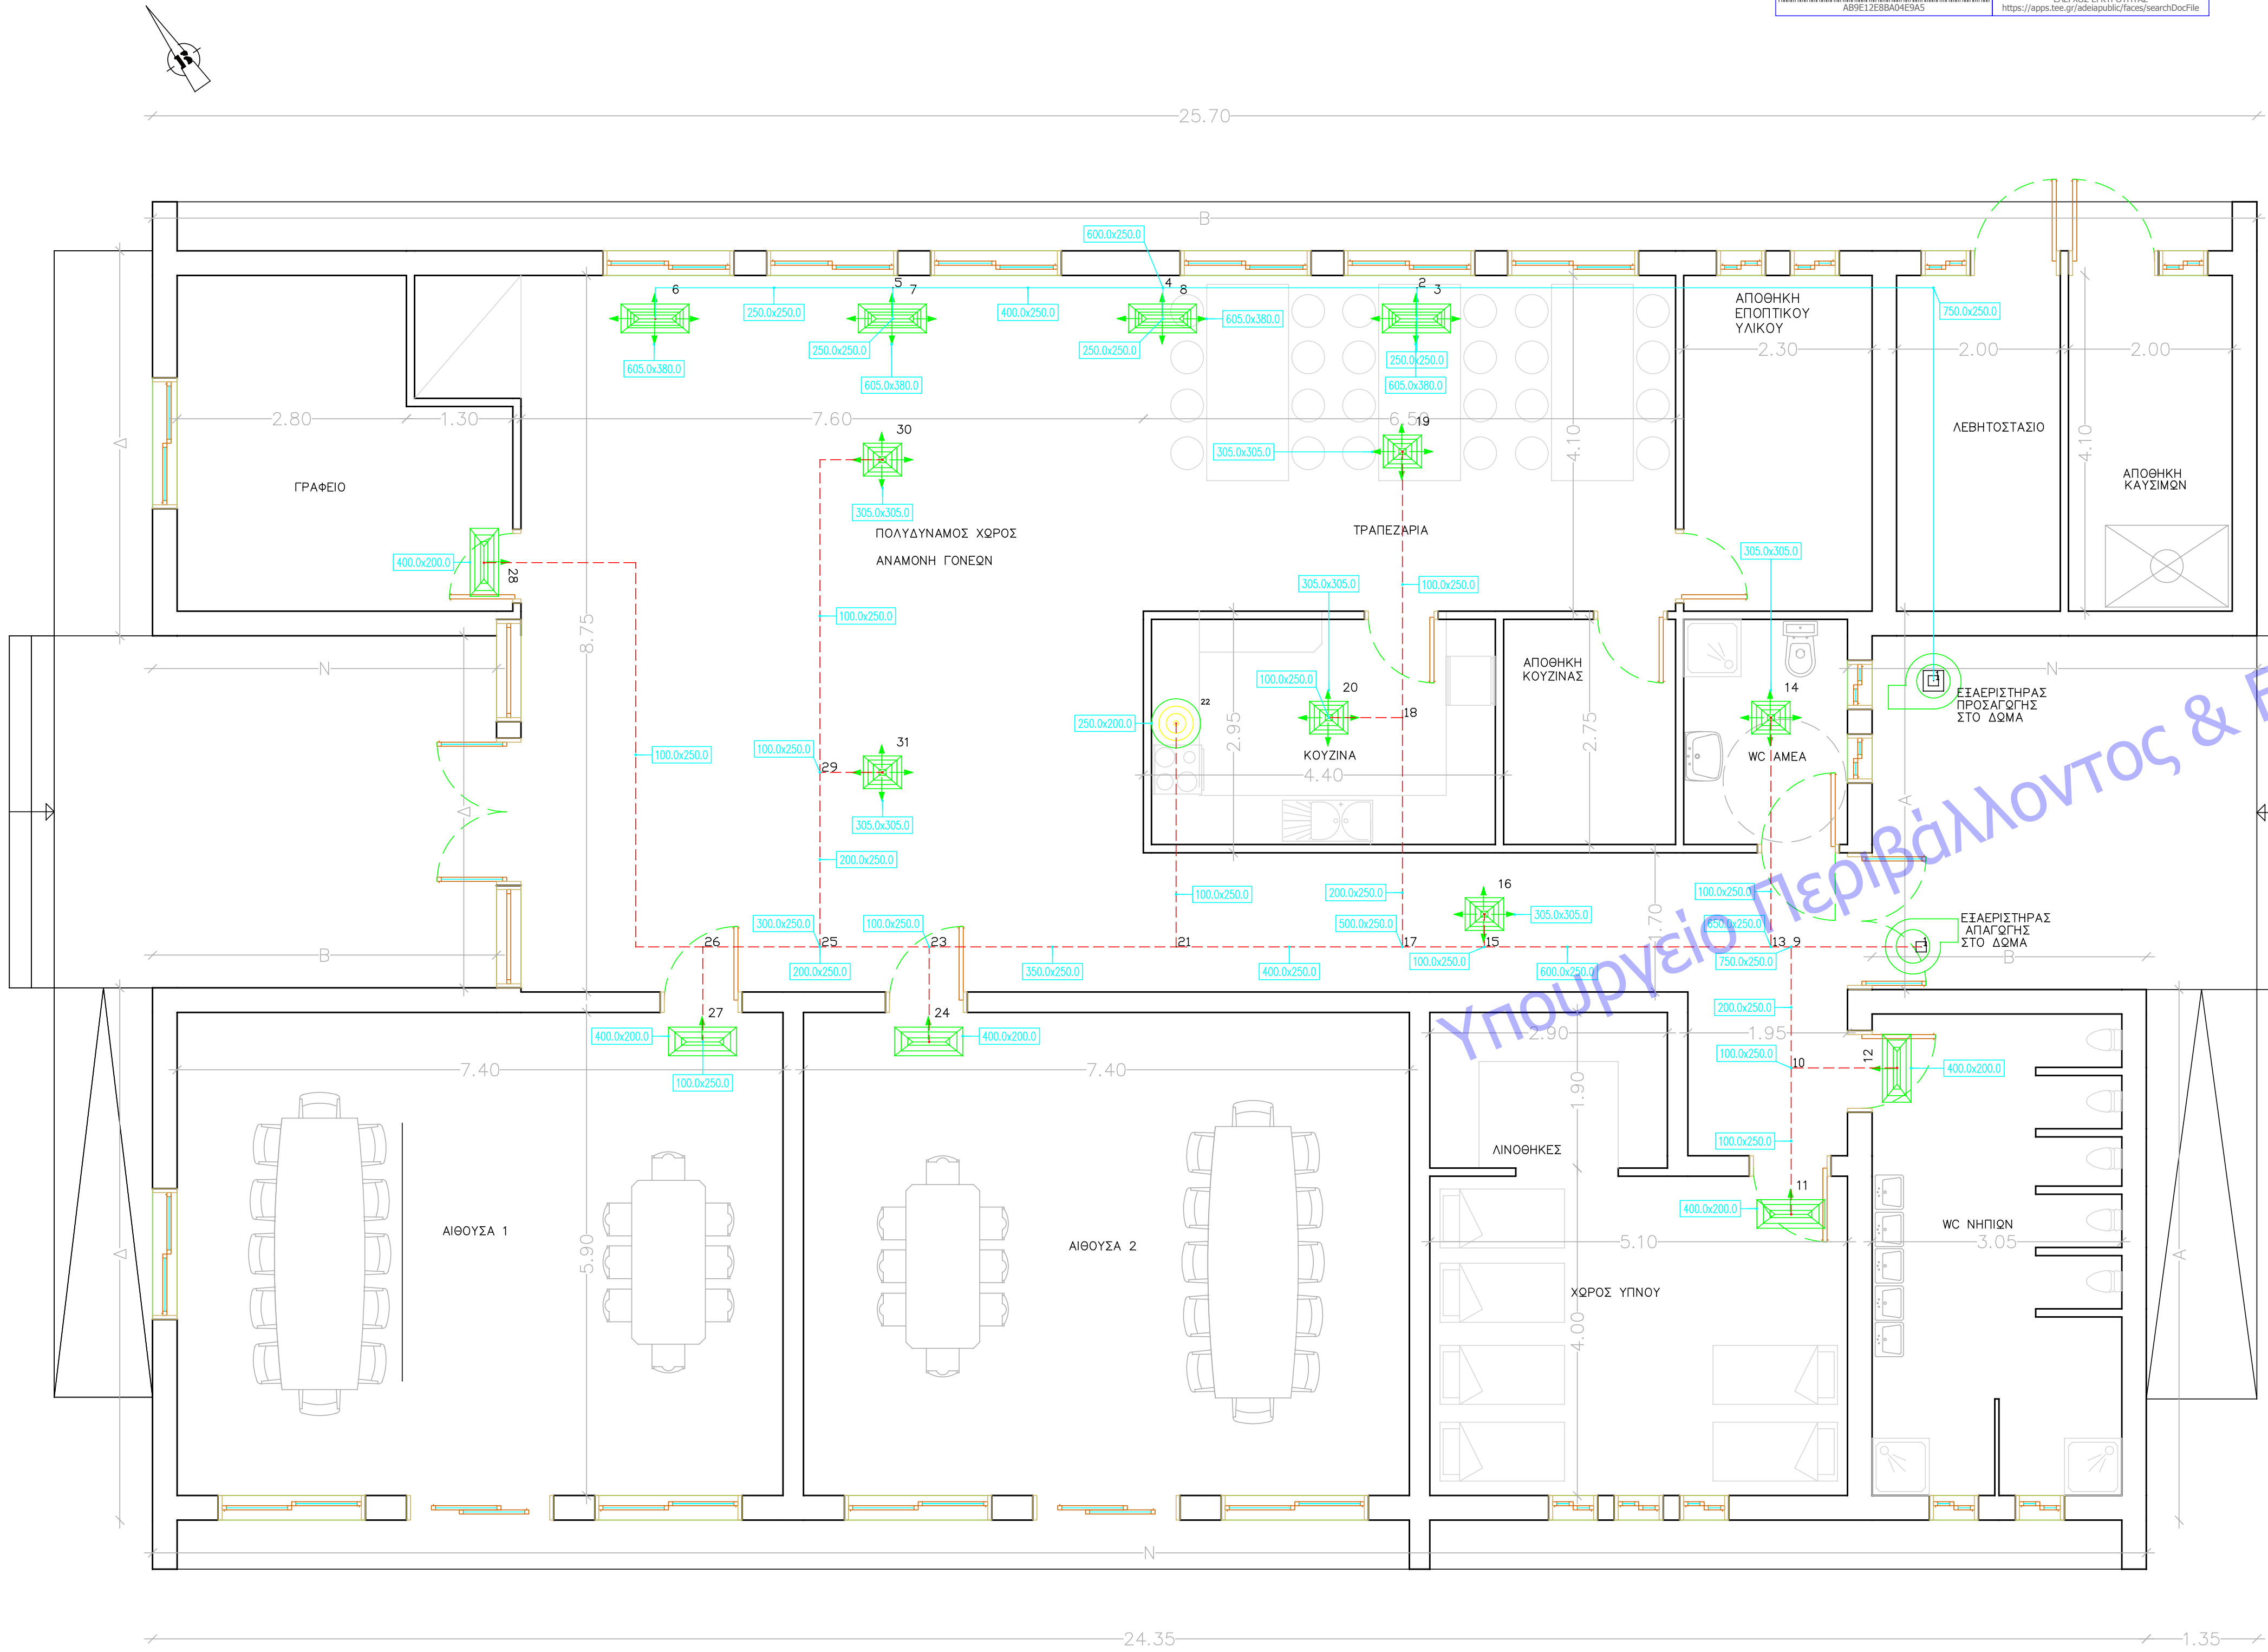 AB9E12E8BA04E9A5
https://apps.tee.gr/adeiapublic/faces/searchDocFile
25.70
B
600.0x250.0
6
5
7
4
8
2
3
250.0x250.0
400.0x250.0
605.0x380.0
750.0x250.0
250.0x250.0
250.0x250.0
250.0x250.0
605.0x380.0
605.0x380.0
605.0x380.0
ΑΠΟΘΗΚΗ
ΕΠΟΠΤΙΚΟΥ
ΥΛΙΚΟΥ
2.30
2.00
2.00
2.80
1.30
7.60
6.50
19
30
305.0x305.0
4.10
4.10
ΛΕΒΗΤΟΣΤΑΣΙΟ
ΑΠΟΘΗΚΗ
ΚΑΥΣΙΜΩΝ
Δ
ΓΡΑΦΕΙΟ
305.0x305.0
ΠΟΛΥΔΥΝΑΜΟΣ ΧΩΡΟΣ
ΑΝΑΜΟΝΗ ΓΟΝΕΩΝ
ΤΡΑΠΕΖΑΡΙΑ
400.0x200.0
28
305.0x305.0
305.0x305.0
100.0x250.0
100.0x250.0
8.75
N
N
ΑΠΟΘΗΚΗ
ΚΟΥΖΙΝΑΣ
100.0x250.0
20
14
22
18
250.0x200.0
2.95
2.75
1
ΕΞΑΕΡΙΣΤΗΡΑΣ
ΠΡΟΣΑΓΩΓΗΣ
ΣΤΟ ΔΩΜΑ
100.0x250.0
100.0x250.0
29
31
ΚΟΥΖΙΝΑ
4.40
WC ΑΜΕΑ
Δ
A
305.0x305.0
200.0x250.0
100.0x250.0
200.0x250.0
16
305.0x305.0
100.0x250.0
1.70
300.0x250.0
100.0x250.0
500.0x250.0
650.0x250.0
ΕΞΑΕΡΙΣΤΗΡΑΣ
ΑΠΑΓΩΓΗΣ
ΣΤΟ ΔΩΜΑ
B
26
25
23
21
17
15
13
9
1
B
200.0x250.0
350.0x250.0
400.0x250.0
100.0x250.0
600.0x250.0
750.0x250.0
200.0x250.0
27
24
400.0x200.0
400.0x200.0
2.90
1.95
7.40
7.40
100.0x250.0
100.0x250.0
10
12
400.0x200.0
1.90
ΛΙΝΟΘΗΚΕΣ
100.0x250.0
11
400.0x200.0
Δ
ΑΙΘΟΥΣΑ 1
5.90
ΑΙΘΟΥΣΑ 2
5.10
WC ΝΗΠΙΩΝ
3.05
A
ΧΩΡΟΣ ΥΠΝΟΥ
4.00
N
24.35
1.35
Υπουργείο Περιβάλλοντος &